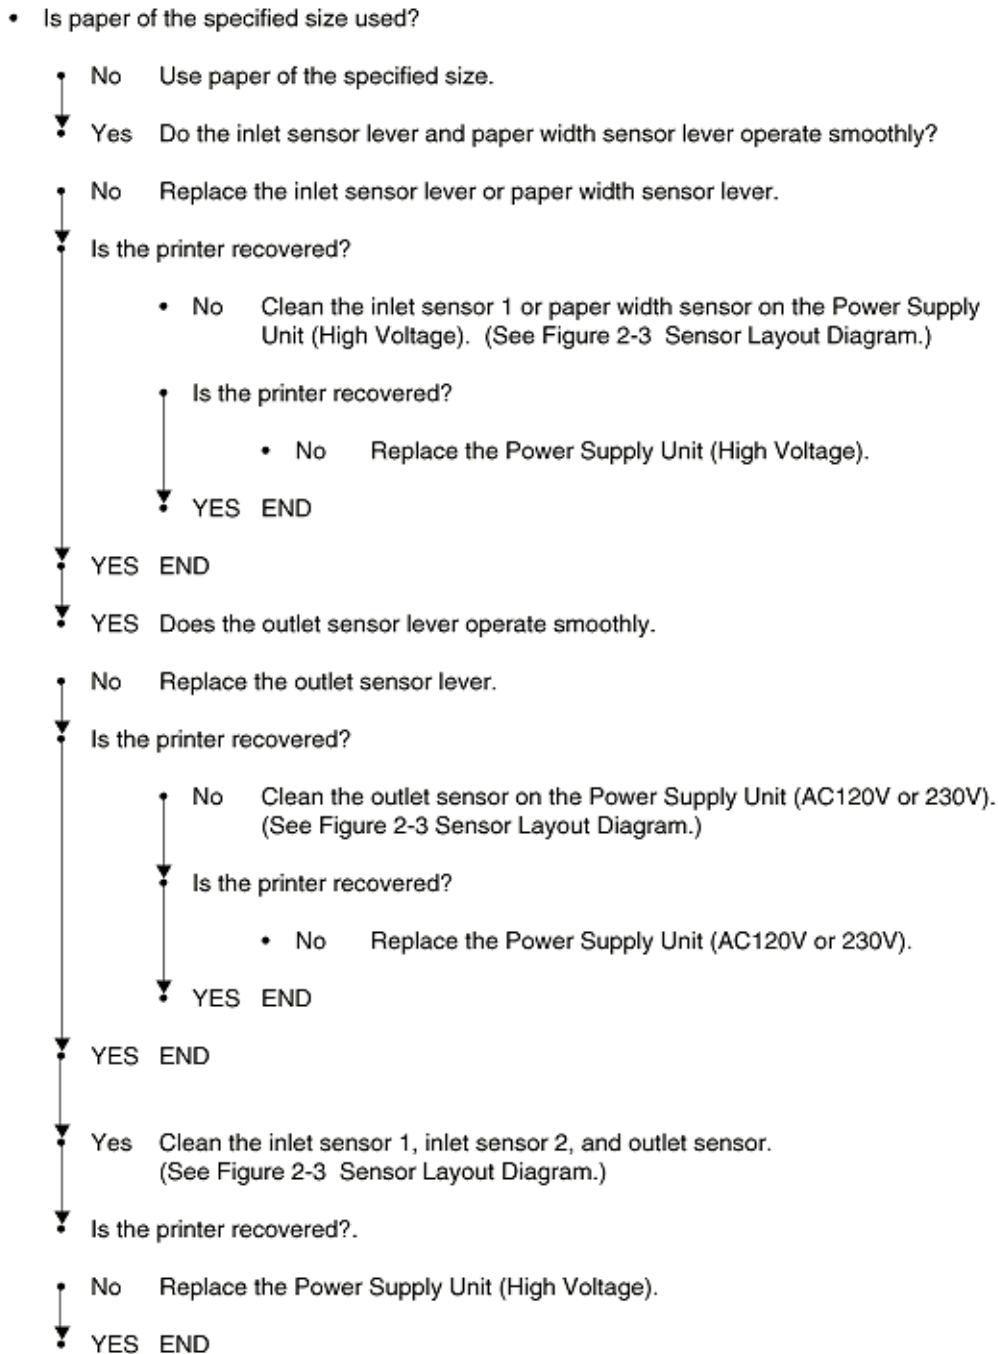 • Is paper of the specified size used?
• No Use paper of the specified size.
• Yes Do the inlet sensor lever and paper width sensor lever operate smoothly?
• No Replace the inlet sensor lever or paper width sensor lever.
• Is the printer recovered?
• No Clean the inlet sensor 1 or paper width sensor on the Power Supply
Unit (High Voltage). (See Figure 2-3 Sensor Layout Diagram.)
• Is the printer recovered?
• No Replace the Power Supply Unit (High Voltage).
• YES END
• YES END
• YES Does the outlet sensor lever operate smoothly.
• No Replace the outlet sensor lever.
• Is the printer recovered?
• No Clean the outlet sensor on the Power Supply Unit (AC120V or 230V).
(See Figure 2-3 Sensor Layout Diagram.)
• Is the printer recovered?
• No Replace the Power Supply Unit (AC120V or 230V).
• YES END
• YES END
• Yes Clean the inlet sensor 1, inlet sensor 2, and outlet sensor.
(See Figure 2-3 Sensor Layout Diagram.)
• Is the printer recovered?.
• No Replace the Power Supply Unit (High Voltage).
• YES END